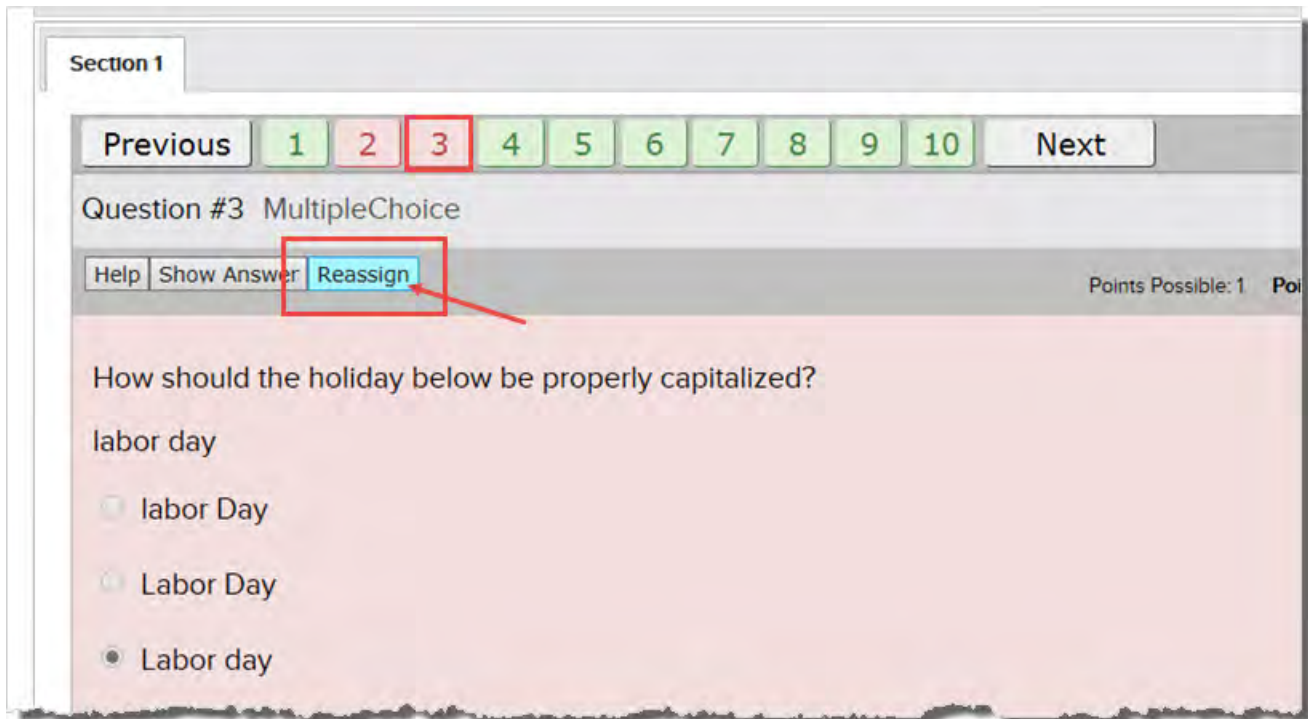 Section 1
Previous 1 2 3 4 5 6 7 8 9 10 Next
Question #3 MultipleChoice
Help Show Answer Reassign Points Possible: 1 Poi
How should the holiday below be properly capitalized?
labor day
labor Day
Labor Day
Labor day